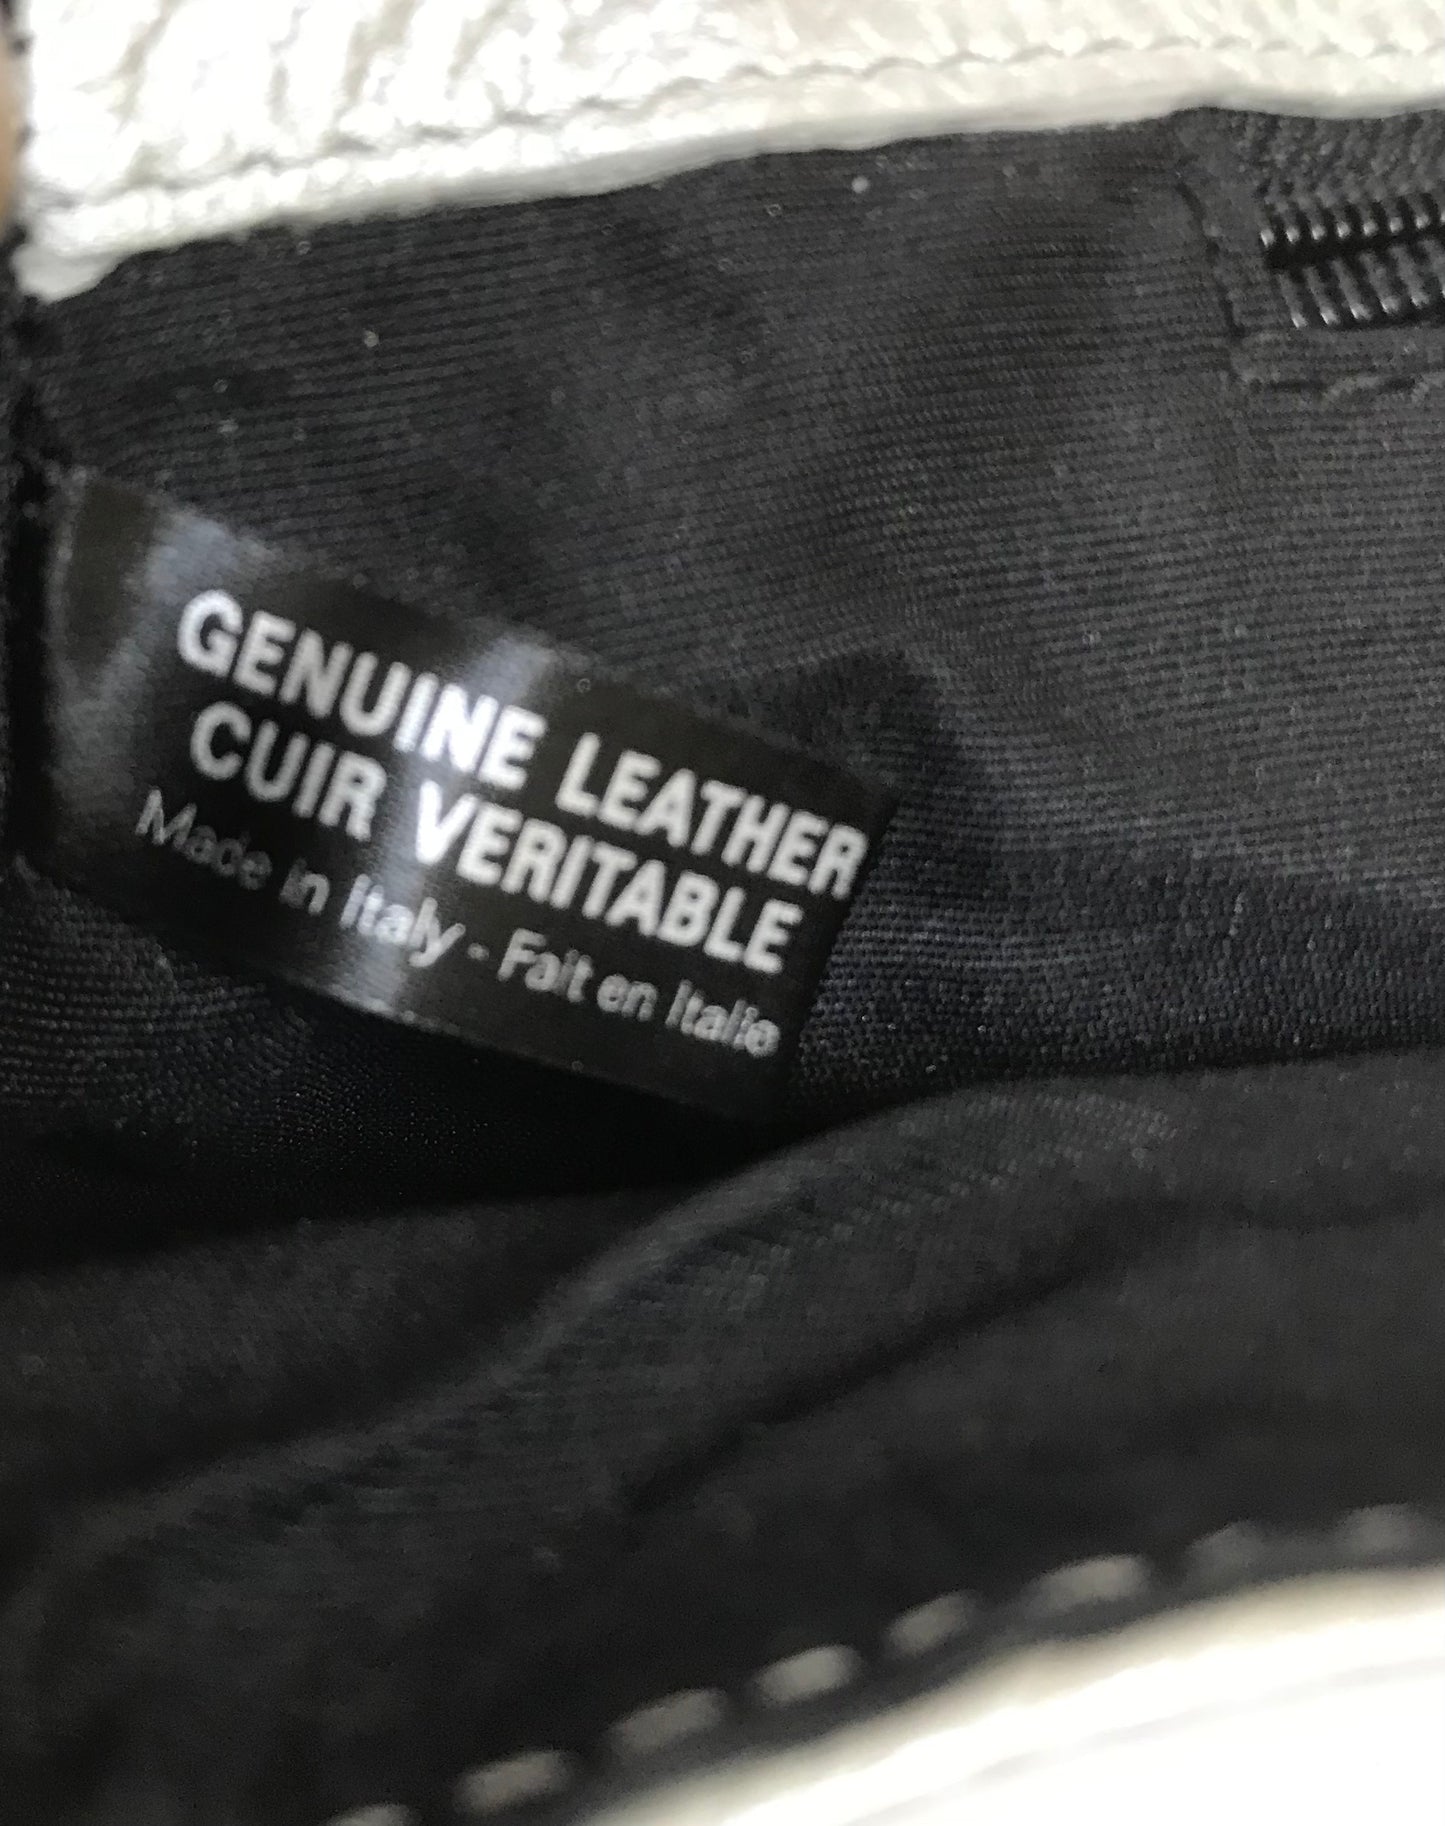 GENUINE LEATHER
CUIR VERITABLE
Made in Italy - Fait en Italie